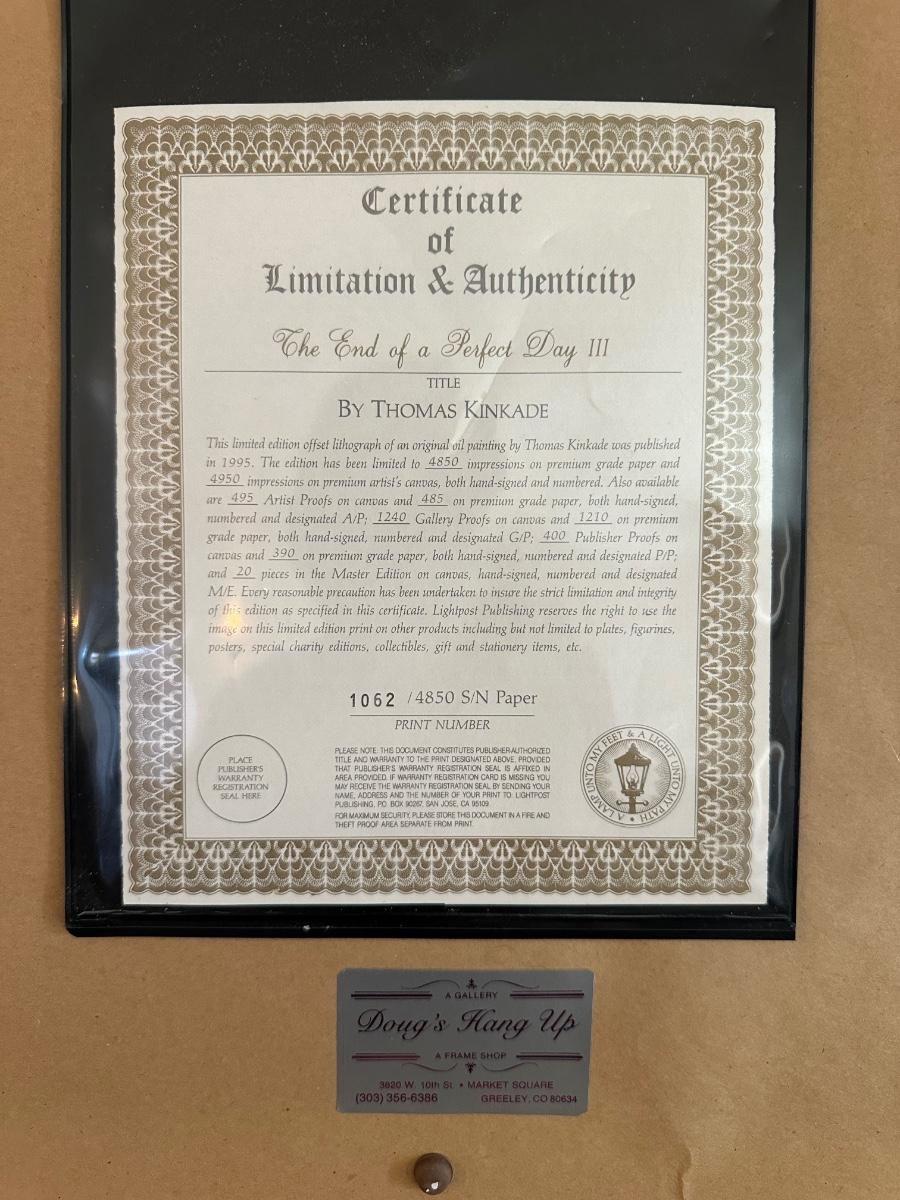 Certificate
of
Limitation & Authenticity
The End of a Perfect Day III
TITLE
BY THOMAS KINKADE
This limited edition offset lithograph of an original oil painting by Thomas Kinkade was published
in 1995. The edition has been limited to 4850 impressions on premium grade paper and
4950 impressions on premium artist's canvas, both hand-signed and numbered. Also available
are 495 Artist Proofs on canvas and 485 on premium grade paper, both hand-signed,
numbered and designated A/P; 1240 Gallery Proofs on canvas and 1210 on premium
grade paper, both hand-signed, numbered and designated G/P; 400 Publisher Proofs on
canvas and 390 on premium grade paper, both hand-signed, numbered and designated P/P;
and 20 pieces in the Master Edition on canvas, hand-signed, numbered and designated
M/E. Every reasonable precaution has been undertaken to insure the strict limitation and integrity
of this edition as specified in this certificate. Lightpost Publishing reserves the right to use the
image on this limited edition print on other products including but not limited to plates, figurines,
posters, special charity editions, collectibles, gift and stationery items, etc.
1062 /4850 S/N Paper
PRINT NUMBER
PLACE
PUBLISHER'S
WARRANTY
REGISTRATION
SEAL HERE
PLEASE NOTE: THIS DOCUMENT CONSTITUTES PUBLISHER-AUTHORIZED
TITLE AND WARRANTY TO THE PRINT DESIGNATED ABOVE, PROVIDED
THAT PUBLISHER'S WARRANTY REGISTRATION SEAL IS AFFIXED IN
AREA PROVIDED. IF WARRANTY REGISTRATION CARD IS MISSING YOU
MAY RECEIVE THE WARRANTY REGISTRATION SEAL BY SENDING YOUR
NAME, ADDRESS AND THE NUMBER OF YOUR PRINT TO: LIGHTPOST
PUBLISHING, P.O. BOX 90267, SAN JOSE, CA 95109.
FOR MAXIMUM SECURITY, PLEASE STORE THIS DOCUMENT IN A FIRE AND
THEFT PROOF AREA SEPARATE FROM PRINT.
A LAMP UNTO MY FEET & A LIGHT UNTO MY PATH
A GALLERY
Doug's Hang Up
A FRAME SHOP
3820 W. 10th St. • MARKET SQUARE
(303) 356-6386 GREELEY, CO 80634